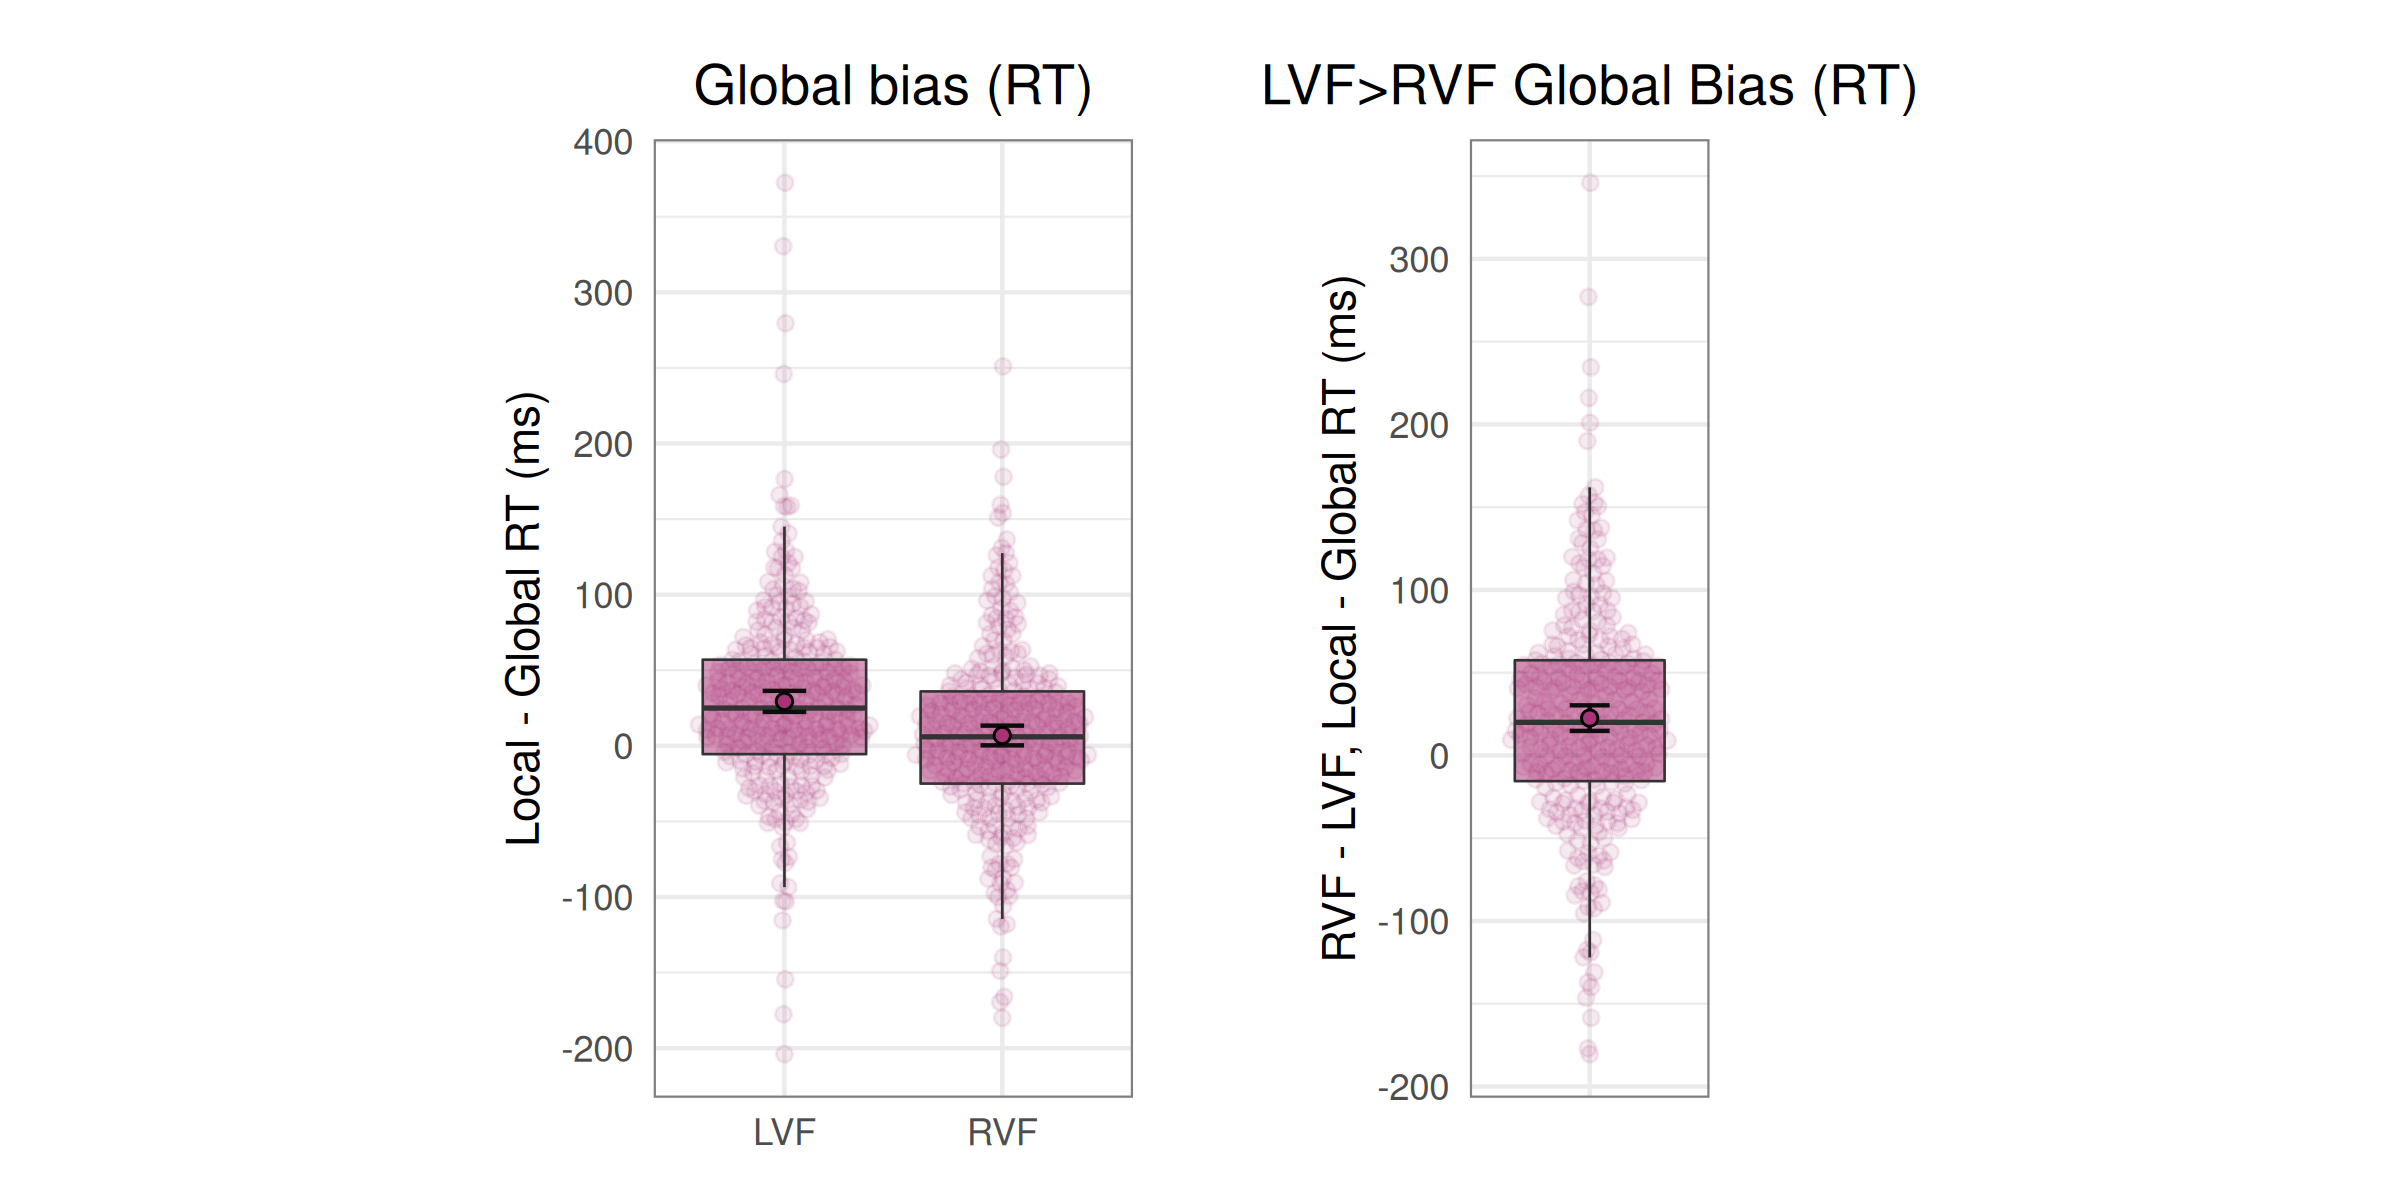 Global bias (RT)
Local - Global RT (ms)
400
300
200
100
0
-100
-200
LVF
RVF
LVF>RVF Global Bias (RT)
RVF - LVF, Local - Global RT (ms)
300
200
100
0
-100
-200